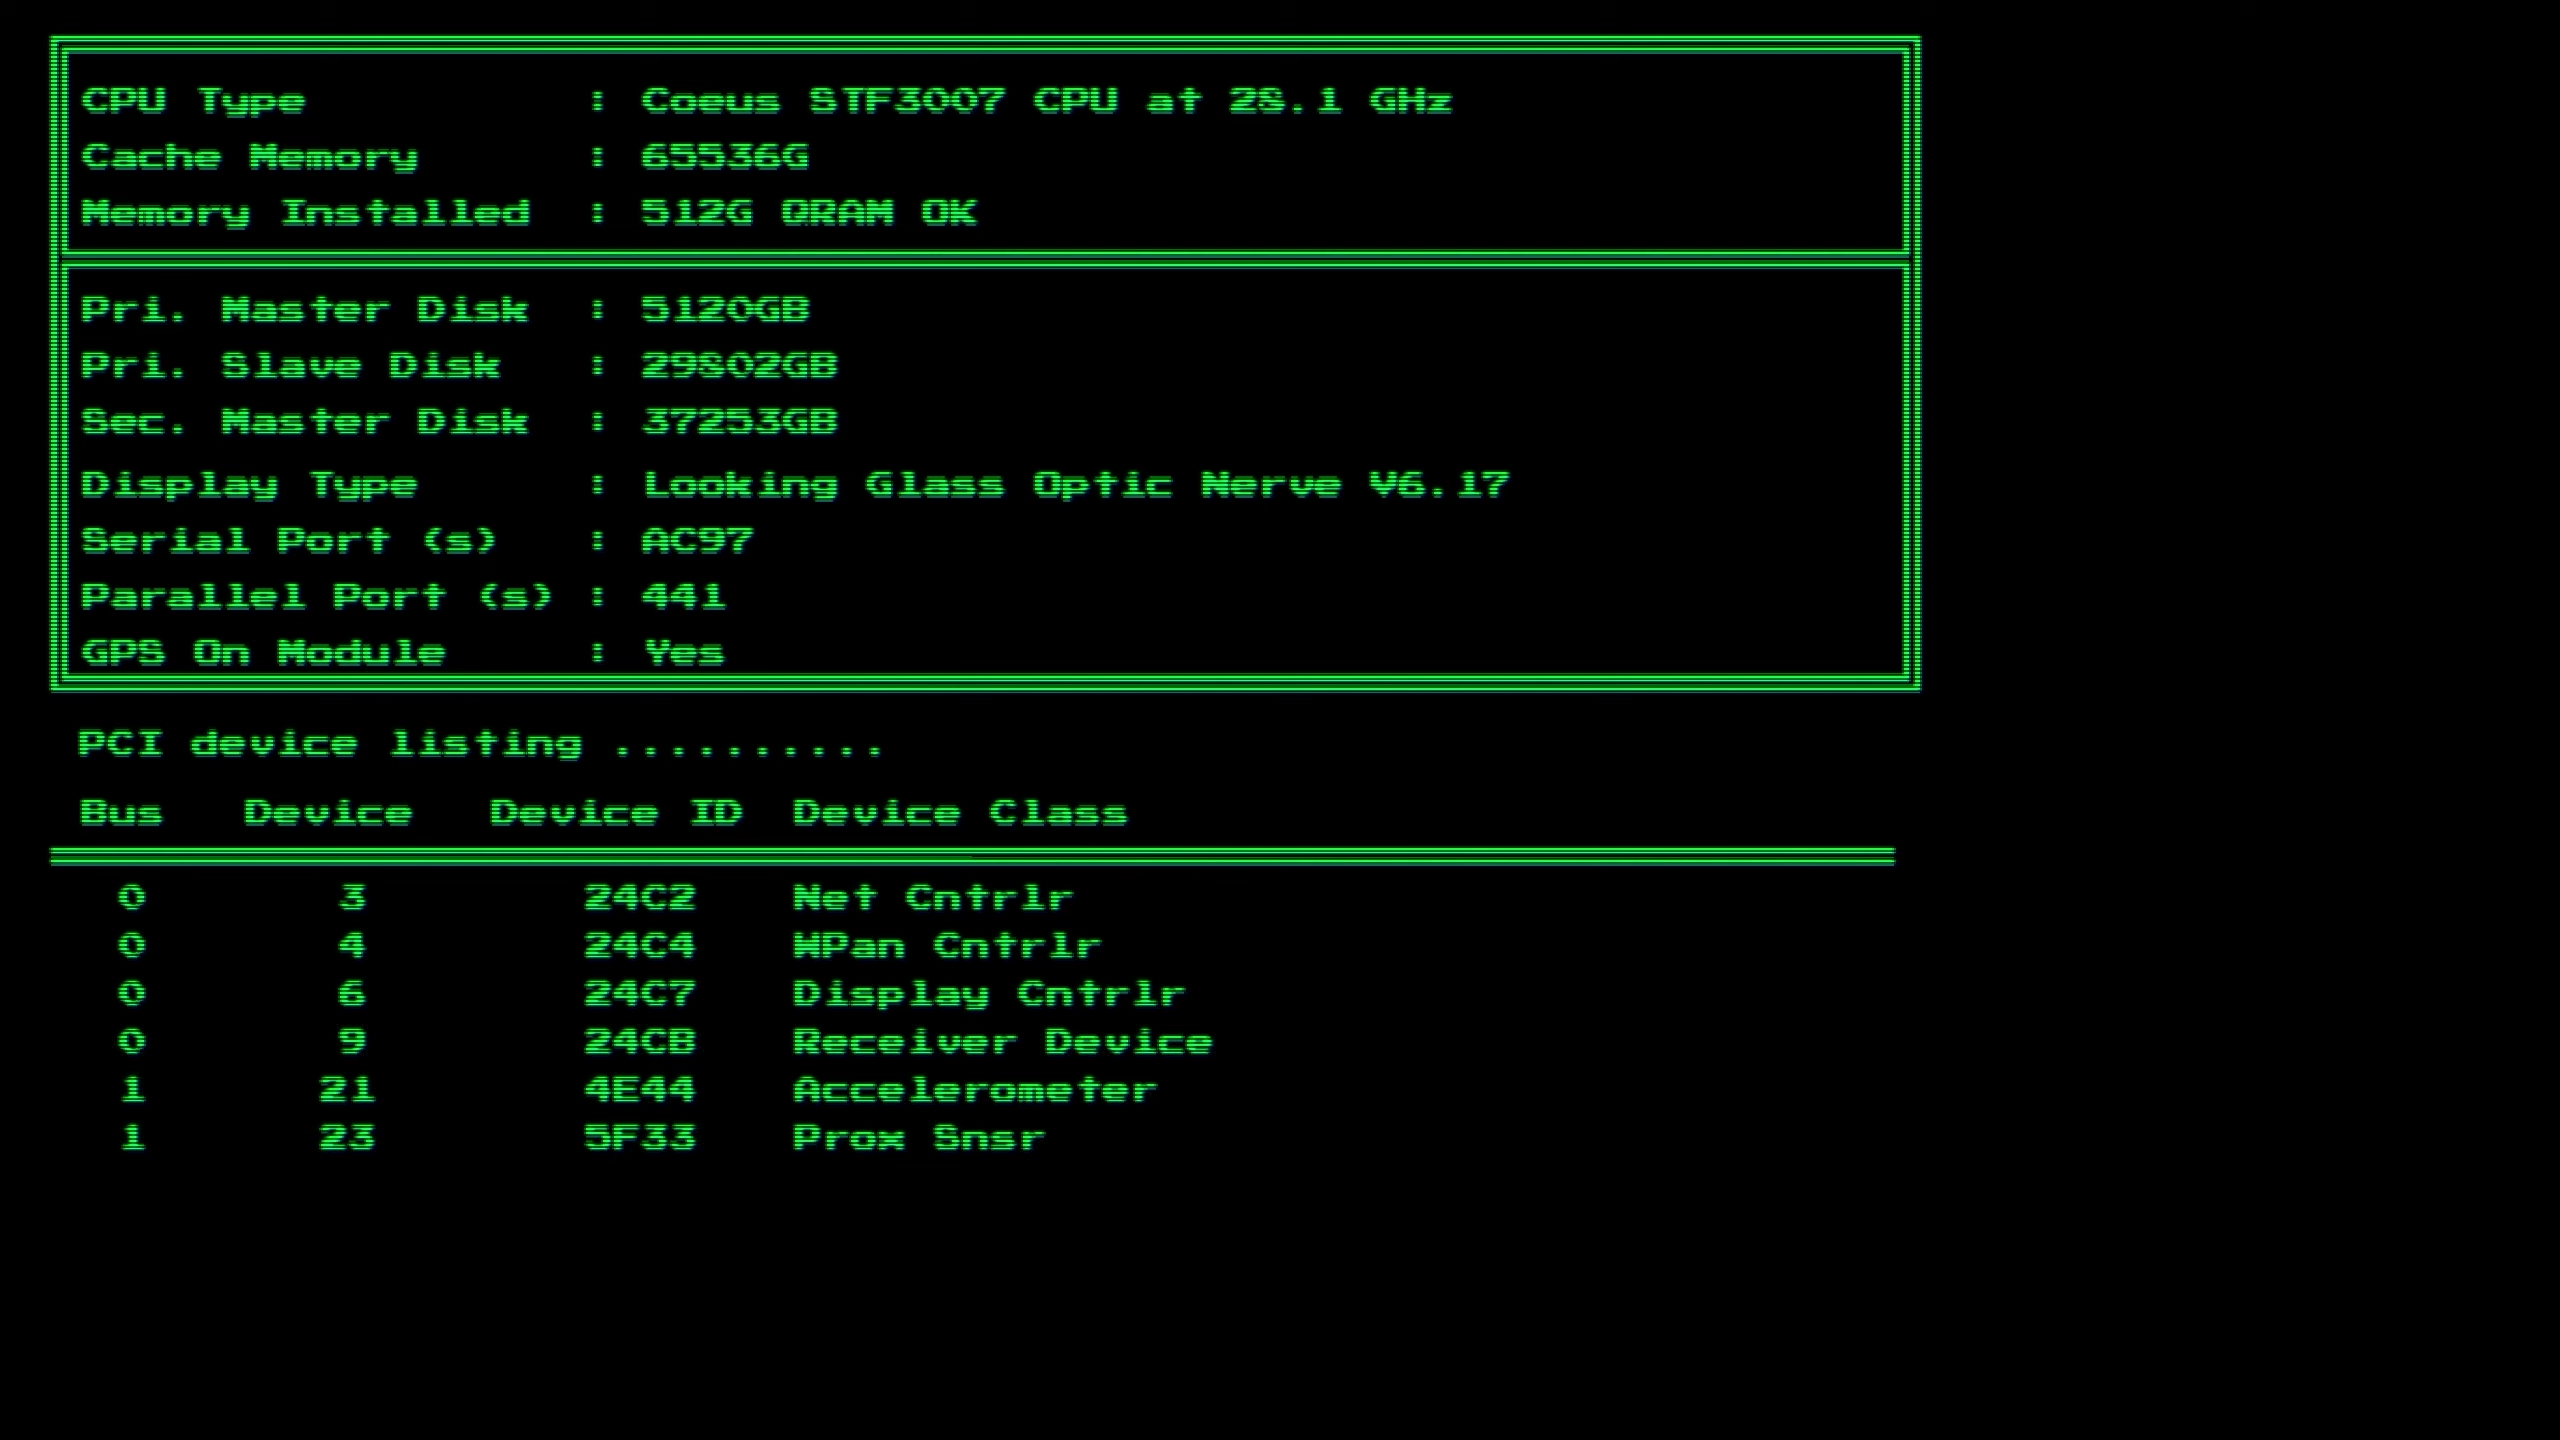 CPU Type : Coeus STF3007 CPU at 28.1 GHz
Cache Memory : 65536G
Memory Installed : 512G QRAM OK
Pri. Master Disk : 5120GB
Pri. Slave Disk : 29802GB
Sec. Master Disk : 37253GB
Display Type : Looking Glass Optic Nerve V6.17
Serial Port (s) : AC97
Parallel Port (s) : 441
GPS On Module : Yes
PCI device listing ..........
Bus Device Device ID Device Class
0 3 24C2 Net Cntrlr
0 4 24C4 WPan Cntrlr
0 6 24C7 Display Cntrlr
0 9 24CB Receiver Device
1 21 4E44 Accelerometer
1 23 5F33 Prox Snsr